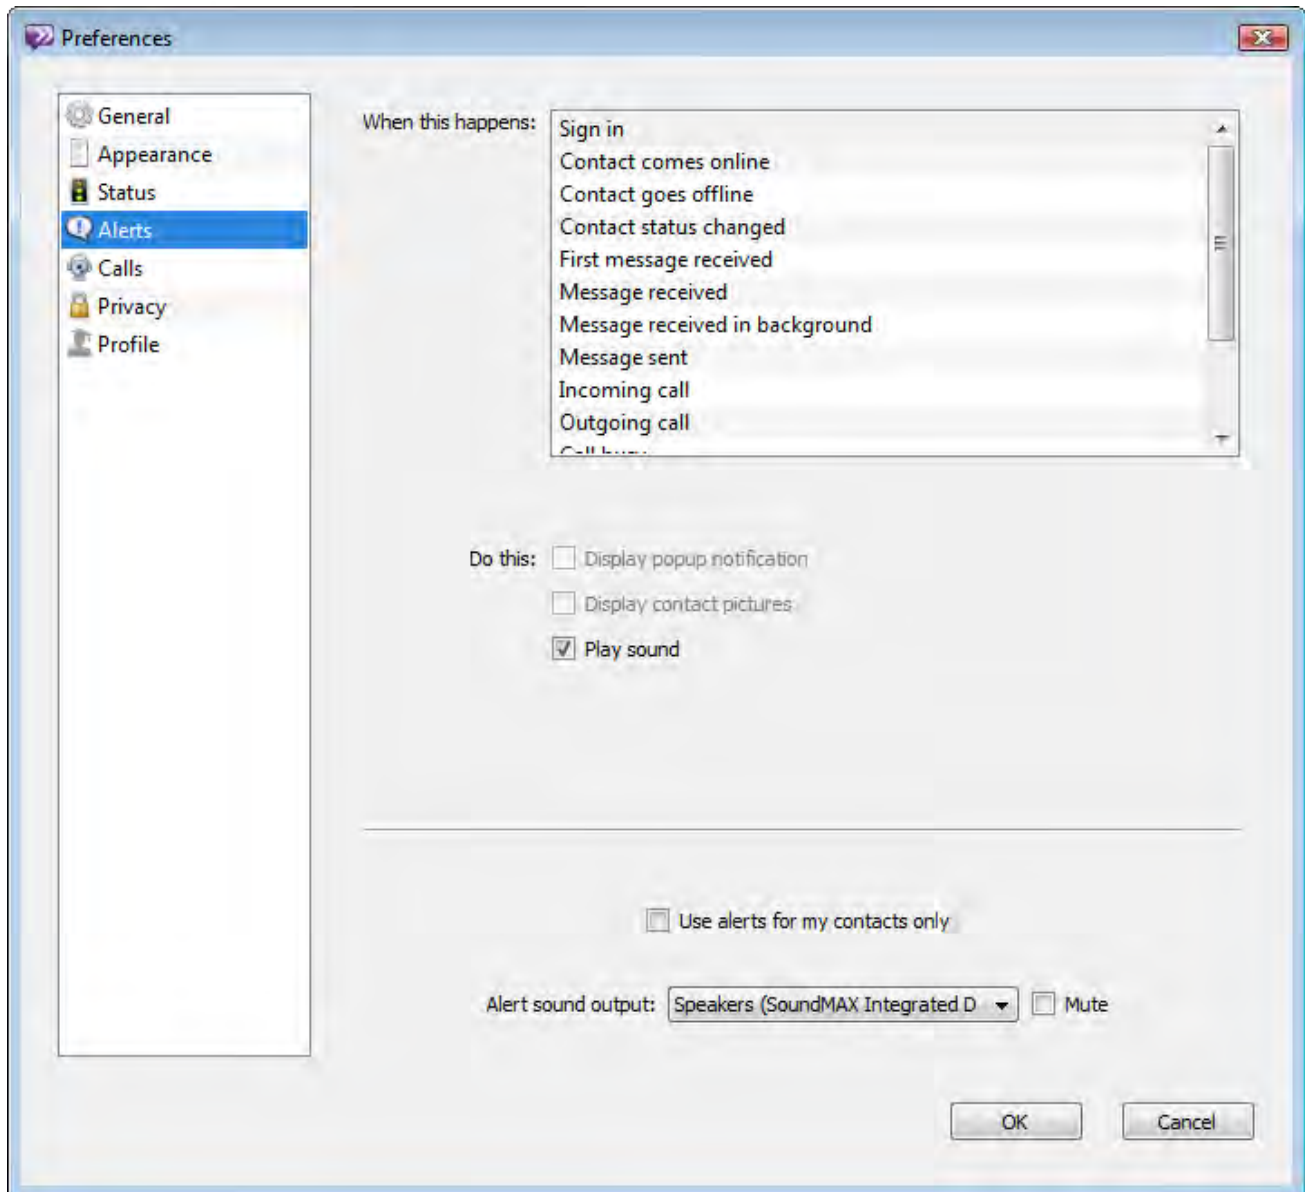 Preferences
General
Appearance
Status
Alerts
Calls
Privacy
Profile
When this happens:
Sign in
Contact comes online
Contact goes offline
Contact status changed
First message received
Message received
Message received in background
Message sent
Incoming call
Outgoing call
Call busy
Do this:
Display popup notification
Display contact pictures
Play sound
Use alerts for my contacts only
Alert sound output: Speakers (SoundMAX Integrated D
Mute
OK
Cancel